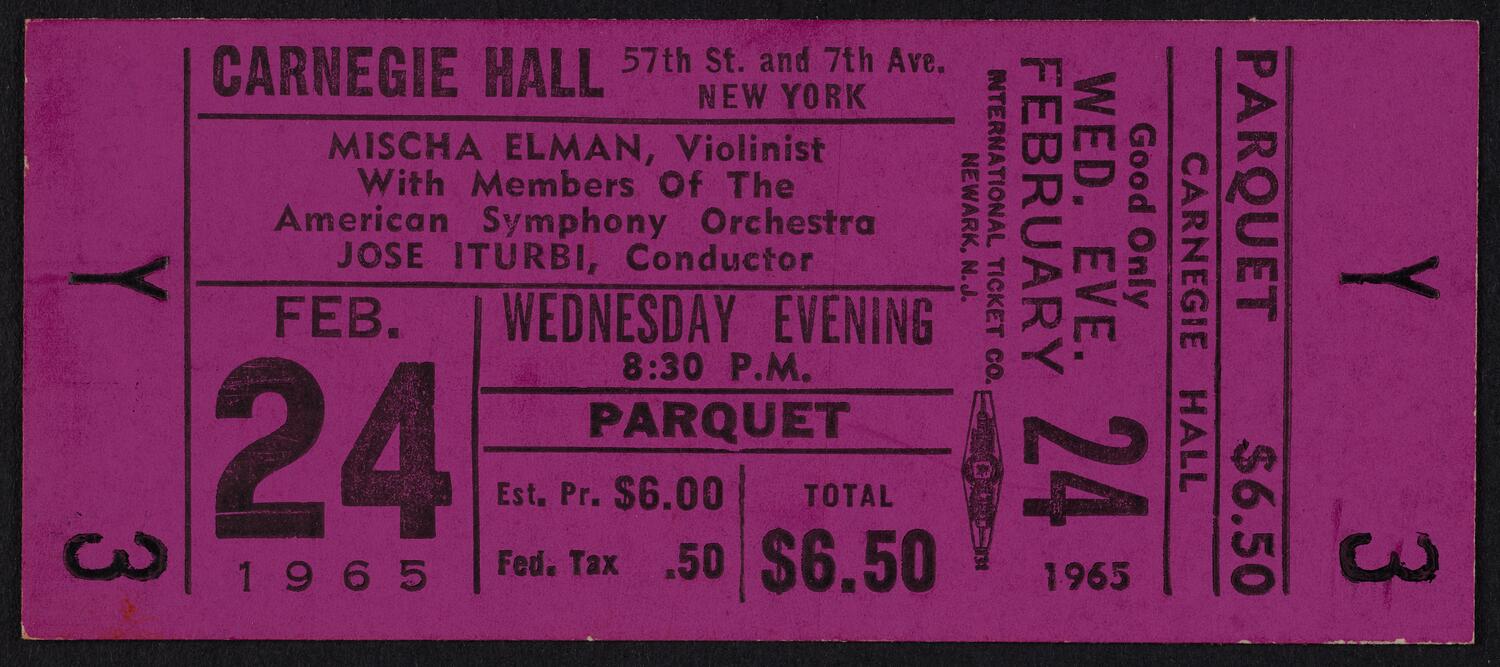 Y 3
CARNEGIE HALL 57th St. and 7th Ave.
NEW YORK
MISCHA ELMAN, Violinist
With Members Of The
American Symphony Orchestra
JOSE ITURBI, Conductor
FEB.
24
1965
WEDNESDAY EVENING
8:30 P.M.
PARQUET
Est. Pr. $6.00
Fed. Tax .50
TOTAL
$6.50
INTERNATIONAL TICKET CO.
NEWARK, N.J.
Good Only
WED. EVE.
FEBRUARY 24
1965
CARNEGIE HALL
PARQUET $6.50
Y 3